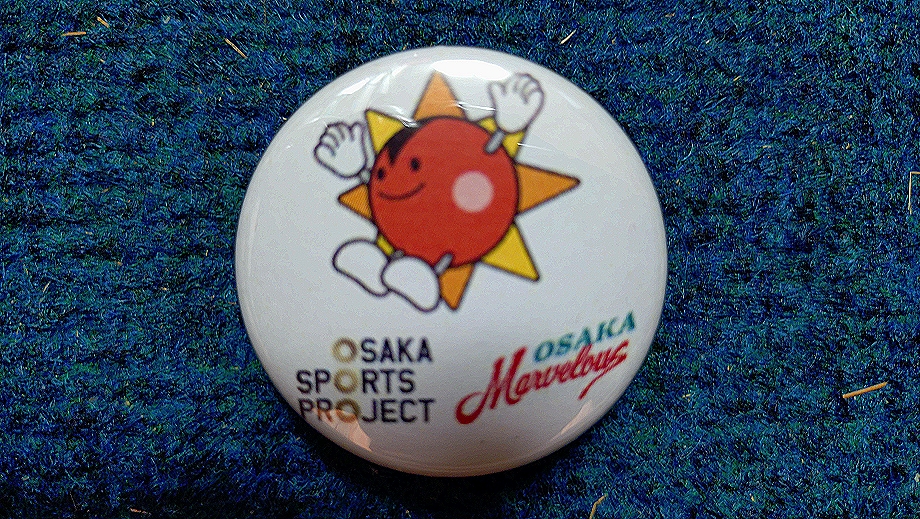 OSAKA
SPORTS
PROJECT
OSAKA
Marvelous